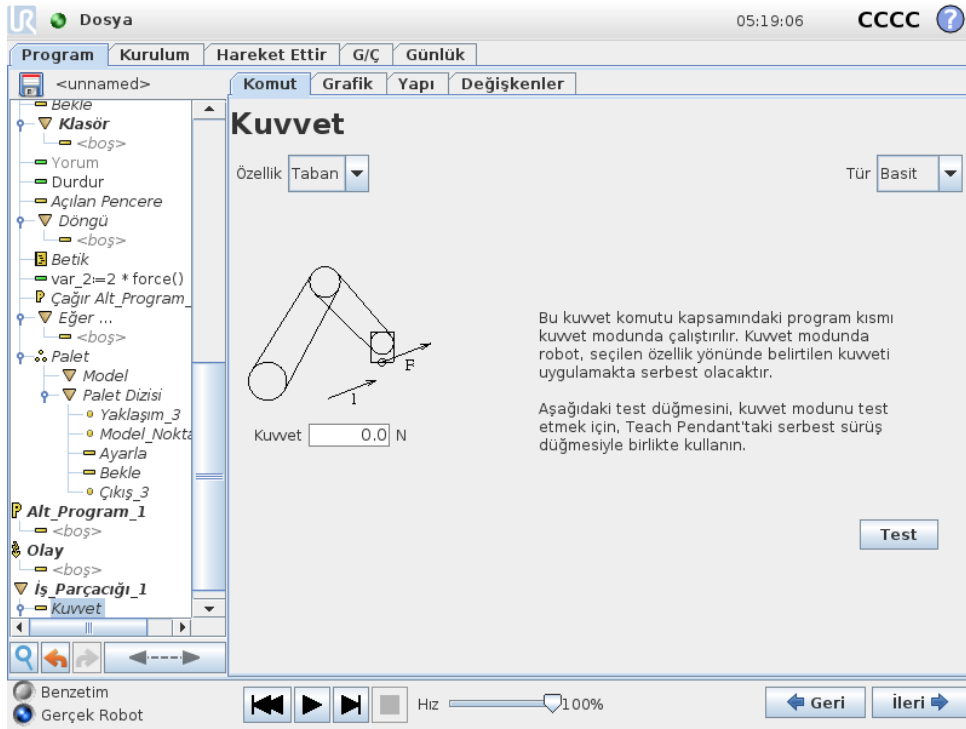 UR Dosya 05:19:06 CCCC ?
Program Kurulum Hareket Ettir G/Ç Günlük
<unnamed>
Komut Grafik Yapı Değişkenler
Bekle
Klasör
<boş>
Yorum
Durdur
Açılan Pencere
Döngü
<boş>
Betik
var_2:=2 * force()
Çağır Alt_Program_
Eğer ...
<boş>
Palet
Model
Palet Dizisi
Yaklaşım_3
Model_Nokta
Ayarla
Bekle
Çıkış_3
P Alt_Program_1
<boş>
Olay
<boş>
İş_Parçacığı_1
Kuvvet
Kuvvet
Özellik Taban
Tür Basit
F
1
Kuvvet 0.0 N
Bu kuvvet komutu kapsamındaki program kısmı
kuvvet modunda çalıştırılır. Kuvvet modunda
robot, seçilen özellik yönünde belirtilen kuvveti
uygulamakta serbest olacaktır.
Aşağıdaki test düğmesini, kuvvet modunu test
etmek için, Teach Pendant'taki serbest sürüş
düğmesiyle birlikte kullanın.
Test
Benzetim
Gerçek Robot
Hız 100%
Geri İleri